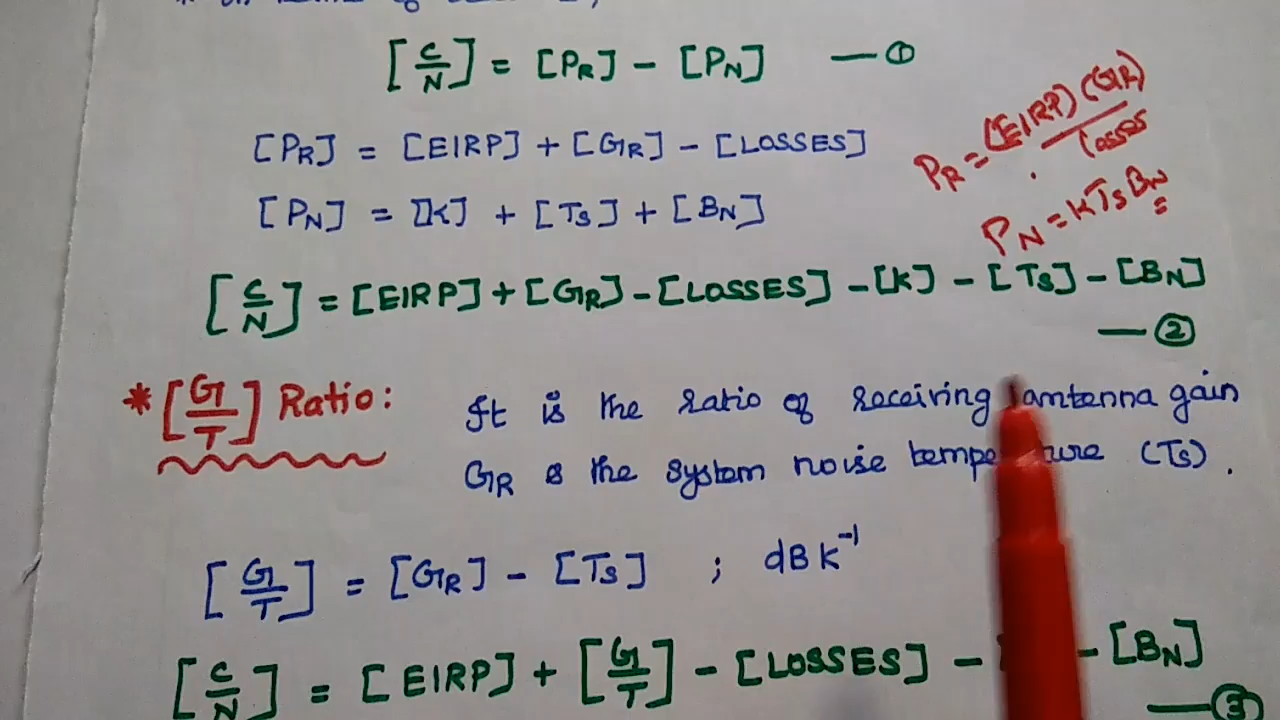 [C/N] = [PR] - [PN] — ①
[PR] = [EIRP] + [GR] - [LOSSES]
PR = (EIRP) (GR) / losses
[PN] = [K] + [TS] + [BN]
PN = KTS BN
[C/N] = [EIRP] + [GR] - [LOSSES] - [K] - [TS] - [BN]
— ②
* [G/T] Ratio: It is the ratio of receiving antenna gain
GR & the system noise temperature (TS).
[G/T] = [GR] - [TS] ; dBK⁻¹
[C/N] = [EIRP] + [G/T] - [LOSSES] - - [BN]
— ③